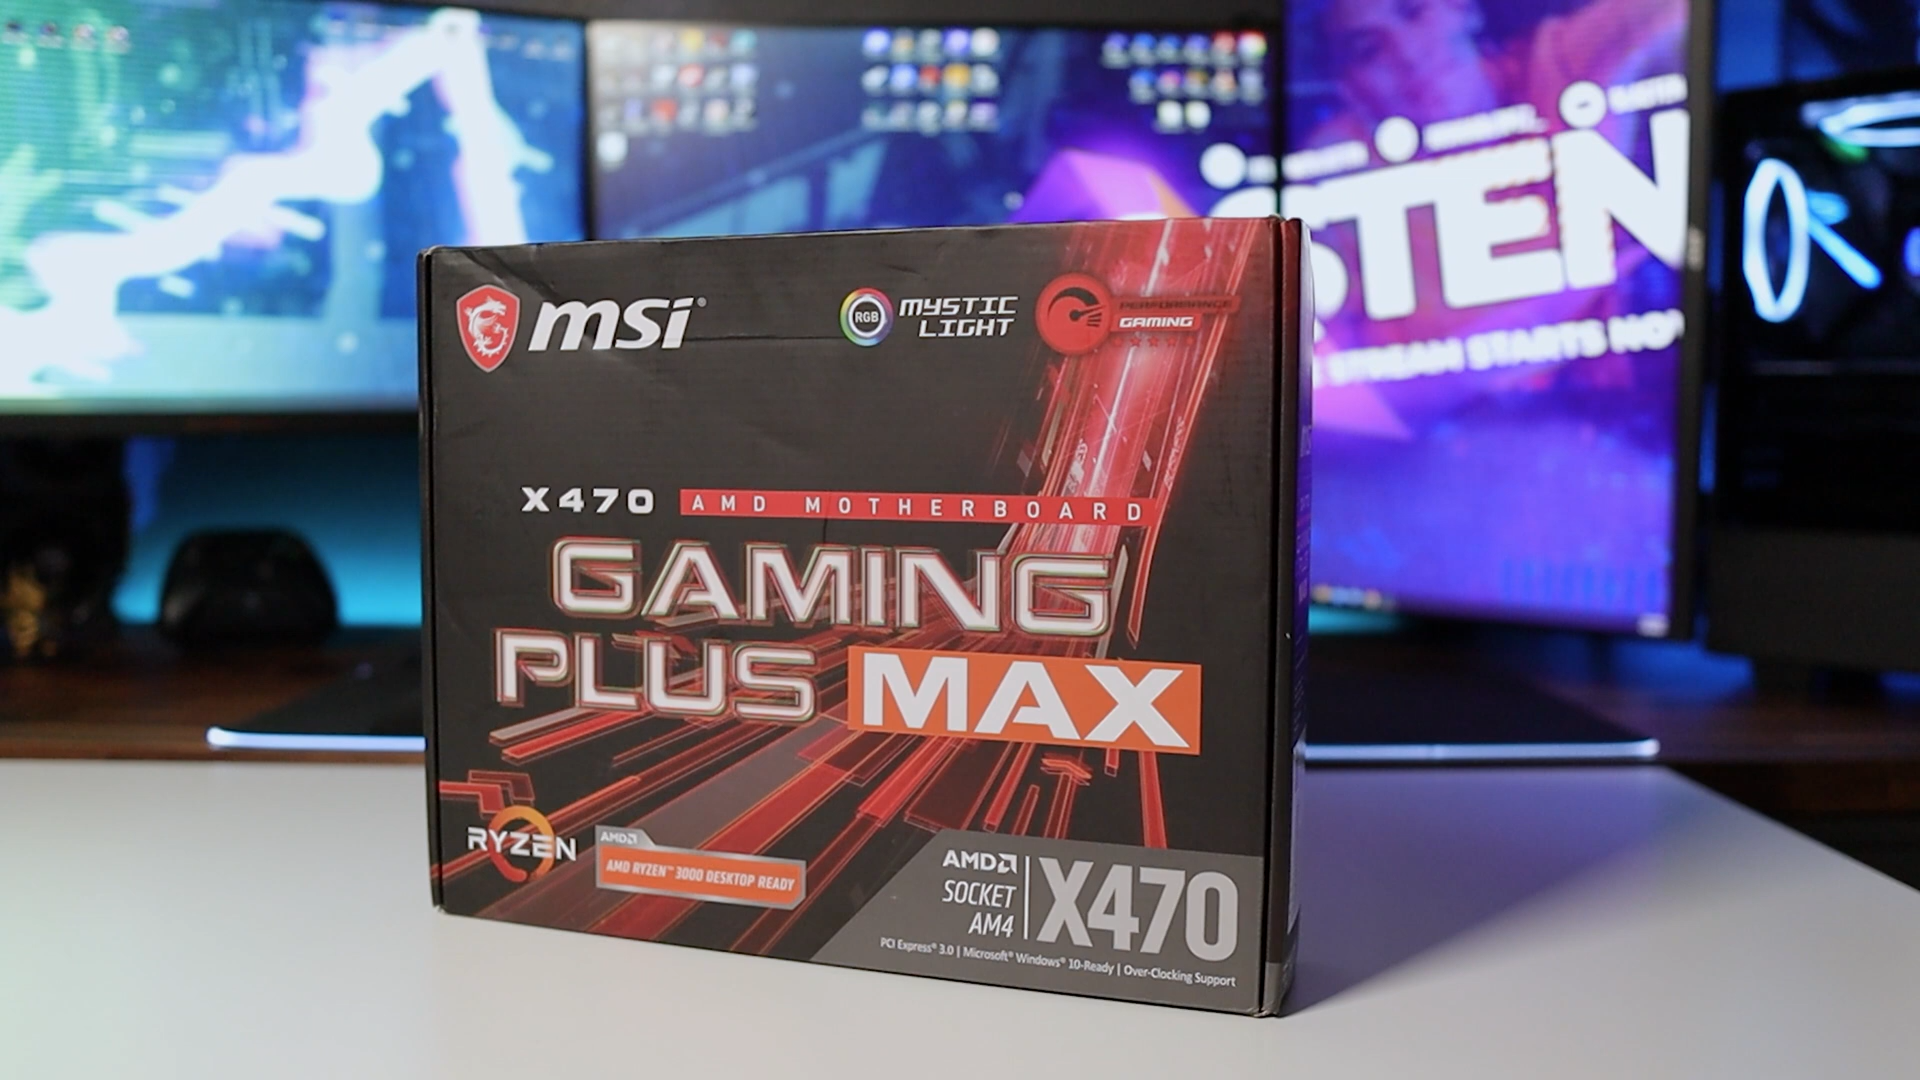 msi®
RGB MYSTIC LIGHT
PERFORMANCE
GAMING
X470 AMD MOTHERBOARD
GAMING
PLUS MAX
RYZEN
AMD
AMD RYZEN™ 3000 DESKTOP READY
AMD
SOCKET
AM4
X470
PCI Express® 3.0 | Microsoft® Windows® 10-Ready | Over-Clocking Support
STEN
STREAM STARTS NOW